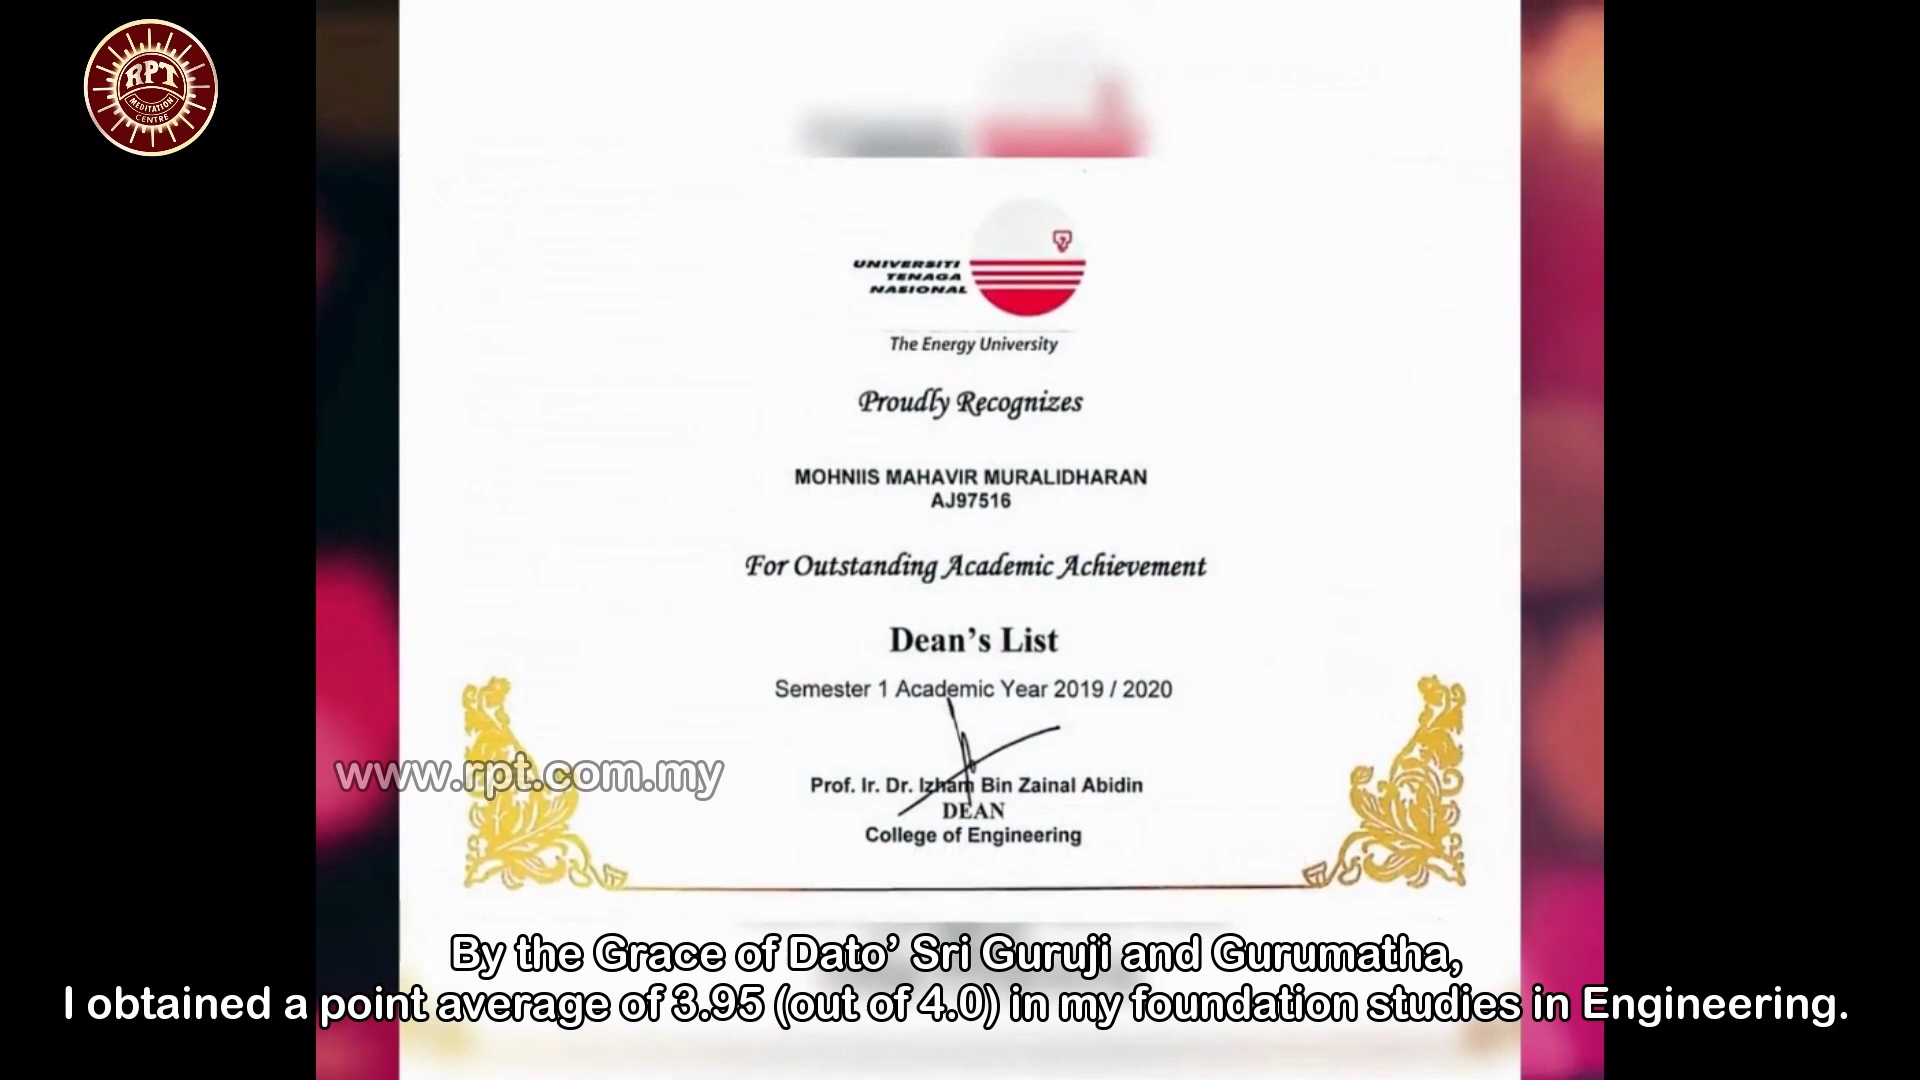 RPT
MEDITATION
CENTRE
UNIVERSITI
TENAGA
NASIONAL
The Energy University
Proudly Recognizes
MOHNIIS MAHAVIR MURALIDHARAN
AJ97516
For Outstanding Academic Achievement
Dean's List
Semester 1 Academic Year 2019 / 2020
www.rpt.com.my
Prof. Ir. Dr. Izham Bin Zainal Abidin
DEAN
College of Engineering
By the Grace of Dato’ Sri Guruji and Gurumatha,
I obtained a point average of 3.95 (out of 4.0) in my foundation studies in Engineering.